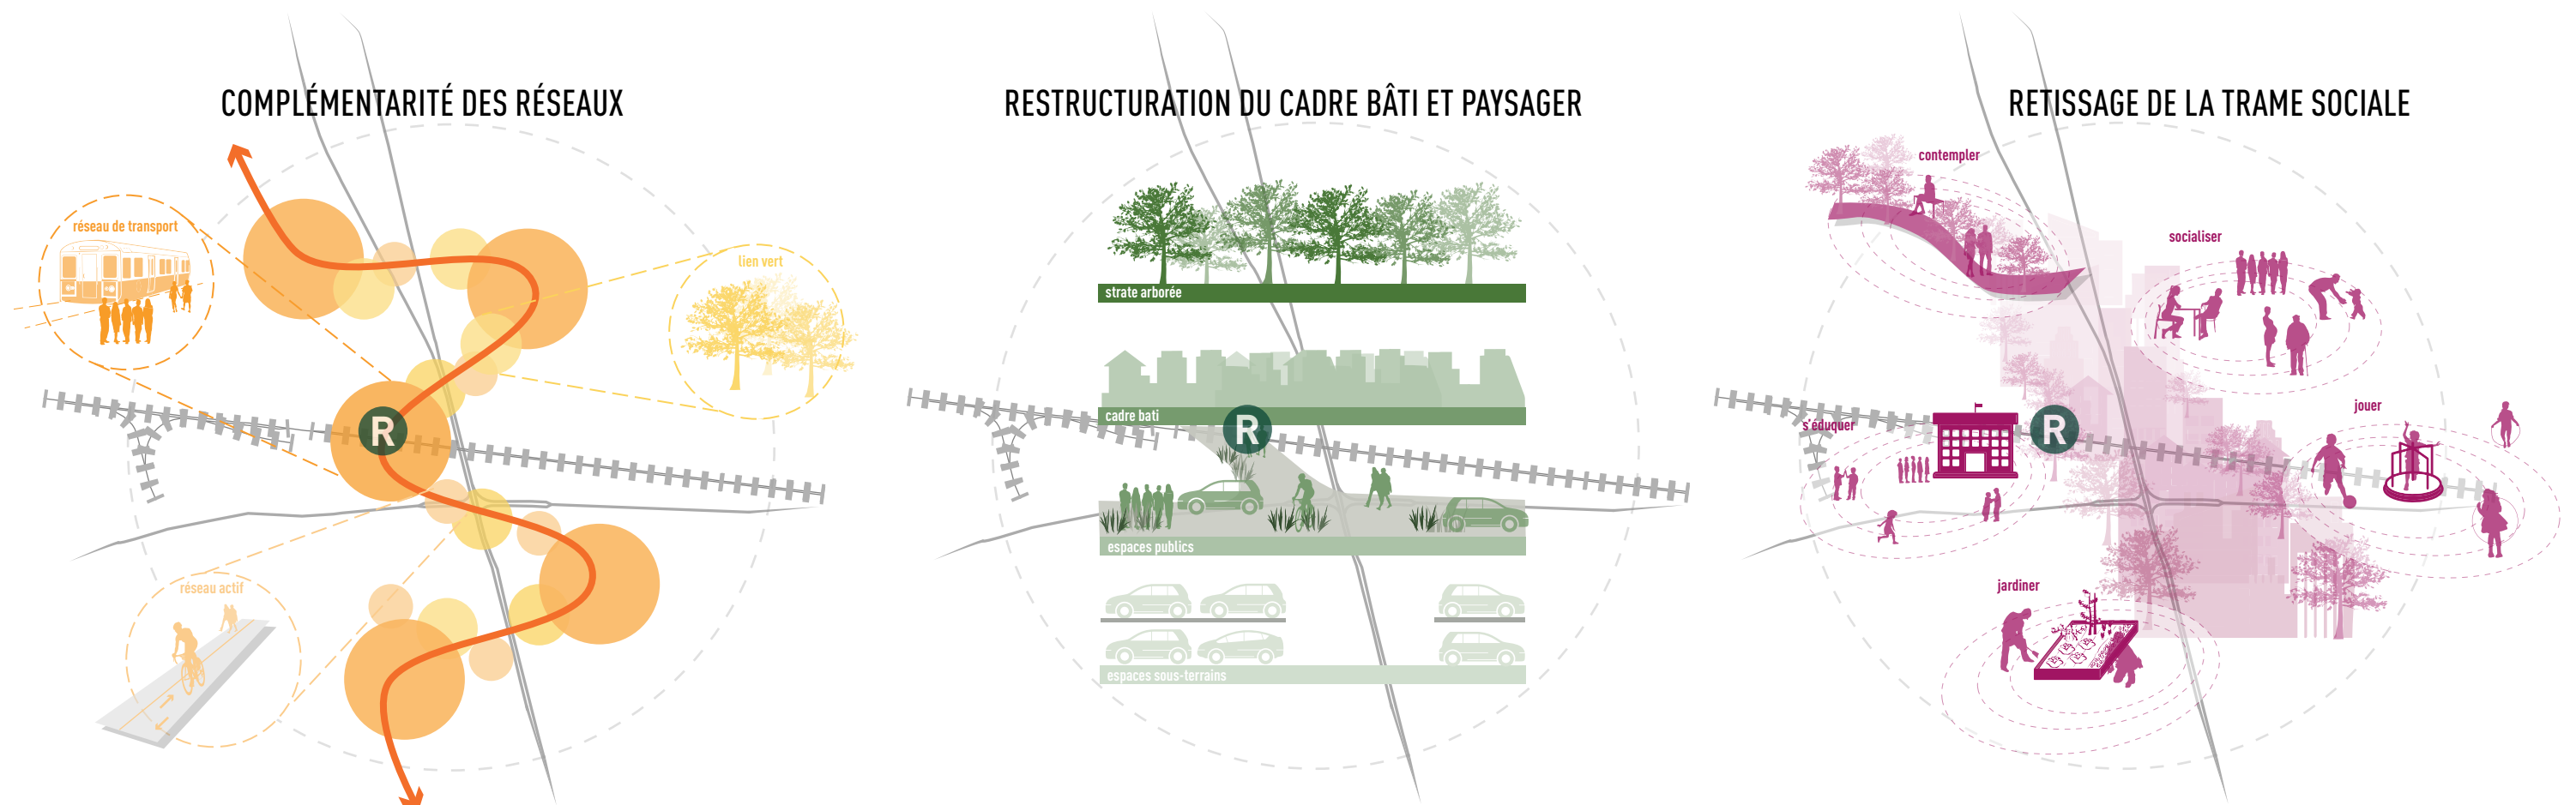 COMPLÉMENTARITÉ DES RÉSEAUX
réseau de transport
lien vert
R
réseau actif
RESTRUCTURATION DU CADRE BÂTI ET PAYSAGER
strate arborée
cadre bati
R
espaces publics
espaces sous-terrains
RETISSAGE DE LA TRAME SOCIALE
contempler
socialiser
jouer
s'éduquer
R
jardiner